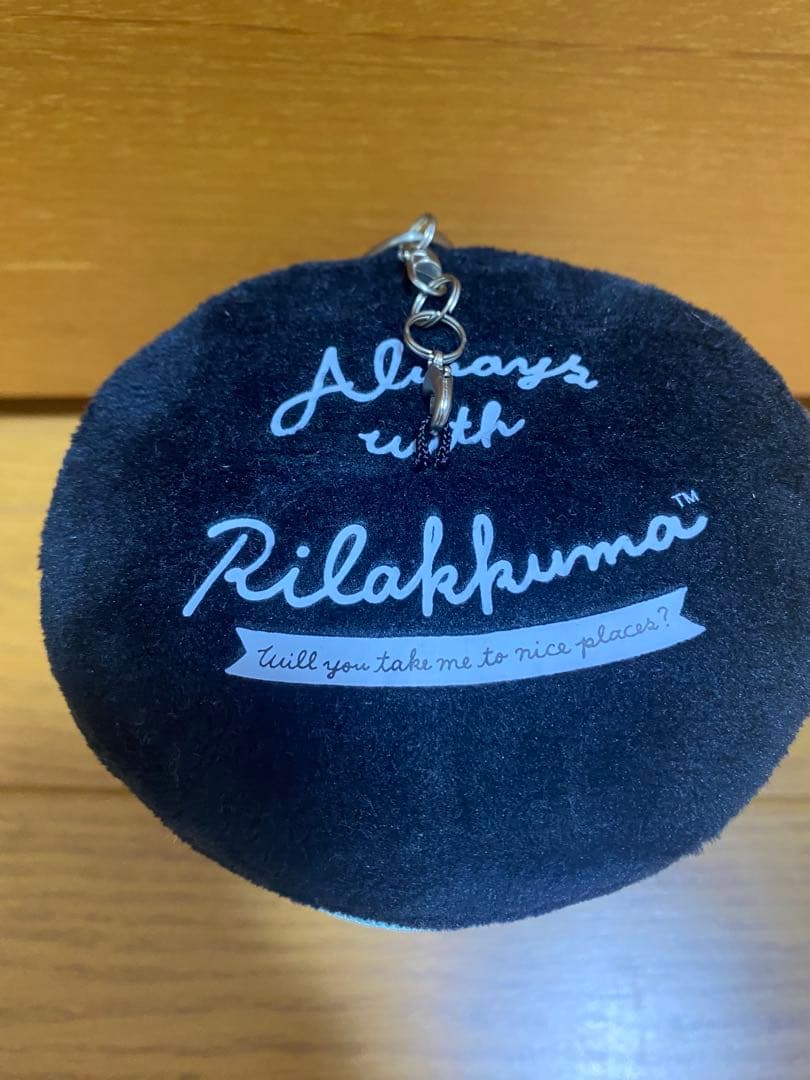 Always
with
Rilakkuma™
Will you take me to nice places?